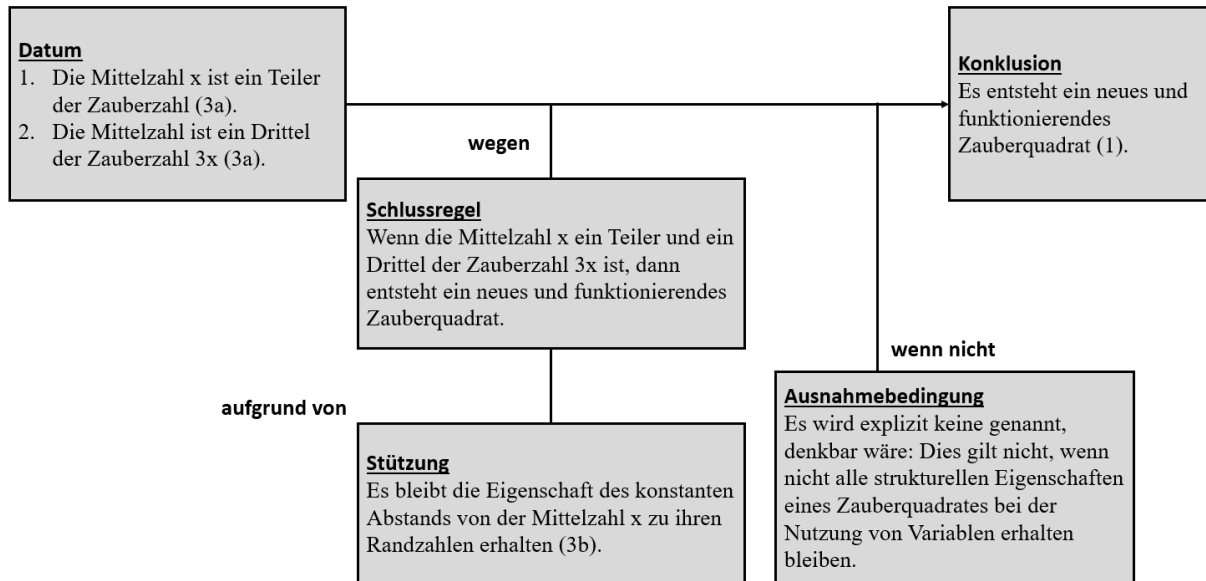 Datum
1. Die Mittelzahl x ist ein Teiler
der Zauberzahl (3a).
2. Die Mittelzahl ist ein Drittel
der Zauberzahl 3x (3a).
Konklusion
Es entsteht ein neues und
funktionierendes
Zauberquadrat (1).
wegen
Schlussregel
Wenn die Mittelzahl x ein Teiler und ein
Drittel der Zauberzahl 3x ist, dann
entsteht ein neues und funktionierendes
Zauberquadrat.
wenn nicht
aufgrund von
Ausnahmebedingung
Es wird explizit keine genannt,
denkbar wäre: Dies gilt nicht, wenn
nicht alle strukturellen Eigenschaften
eines Zauberquadrates bei der
Nutzung von Variablen erhalten
bleiben.
Stützung
Es bleibt die Eigenschaft des konstanten
Abstands von der Mittelzahl x zu ihren
Randzahlen erhalten (3b).